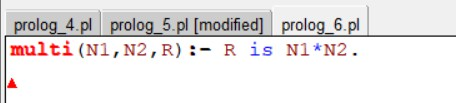 prolog_4.pl prolog_5.pl [modified] prolog_6.pl
multi(N1,N2,R):- R is N1*N2.